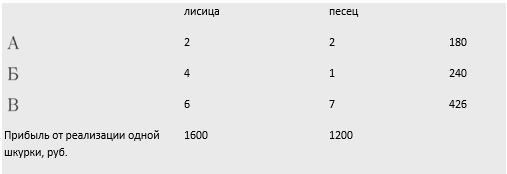 лисица песец
А 2 2 180
Б 4 1 240
В 6 7 426
Прибыль от реализации одной 1600 1200
шкурки, руб.